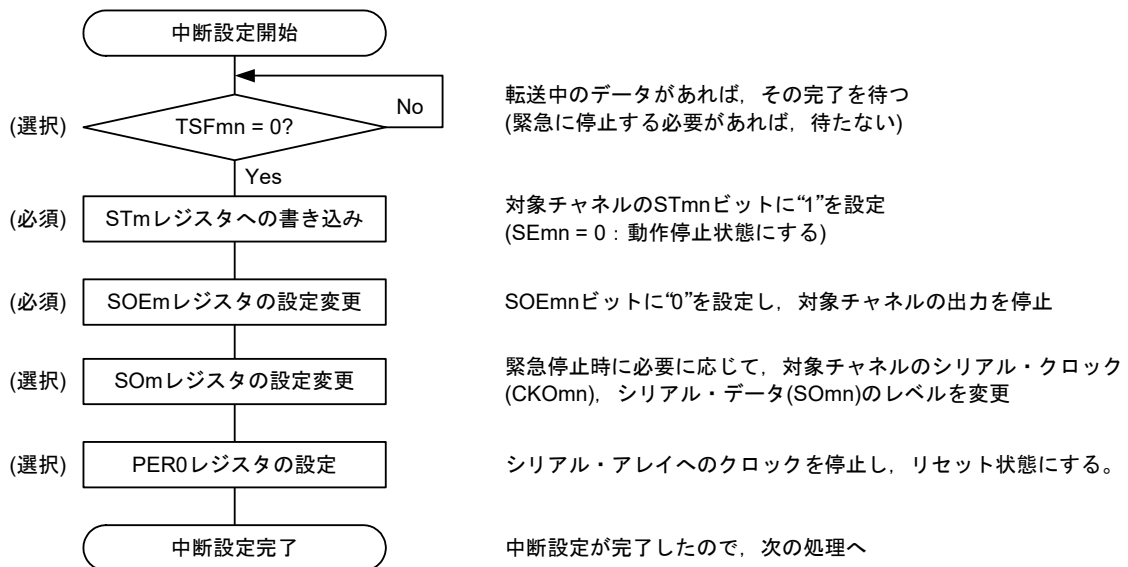 中断設定開始
No
転送中のデータがあれば，その完了を待つ
(選択)
TSFmn = 0?
(緊急に停止する必要があれば，待たない)
Yes
(必須)
STmレジスタへの書き込み
対象チャネルのSTmnビットに“1”を設定
(SEmn = 0：動作停止状態にする)
(必須)
SOEmレジスタの設定変更
SOEmnビットに“0”を設定し，対象チャネルの出力を停止
(選択)
SOmレジスタの設定変更
緊急停止時に必要に応じて，対象チャネルのシリアル・クロック
(CKOmn)，シリアル・データ(SOmn)のレベルを変更
(選択)
PER0レジスタの設定
シリアル・アレイへのクロックを停止し，リセット状態にする。
中断設定完了
中断設定が完了したので，次の処理へ